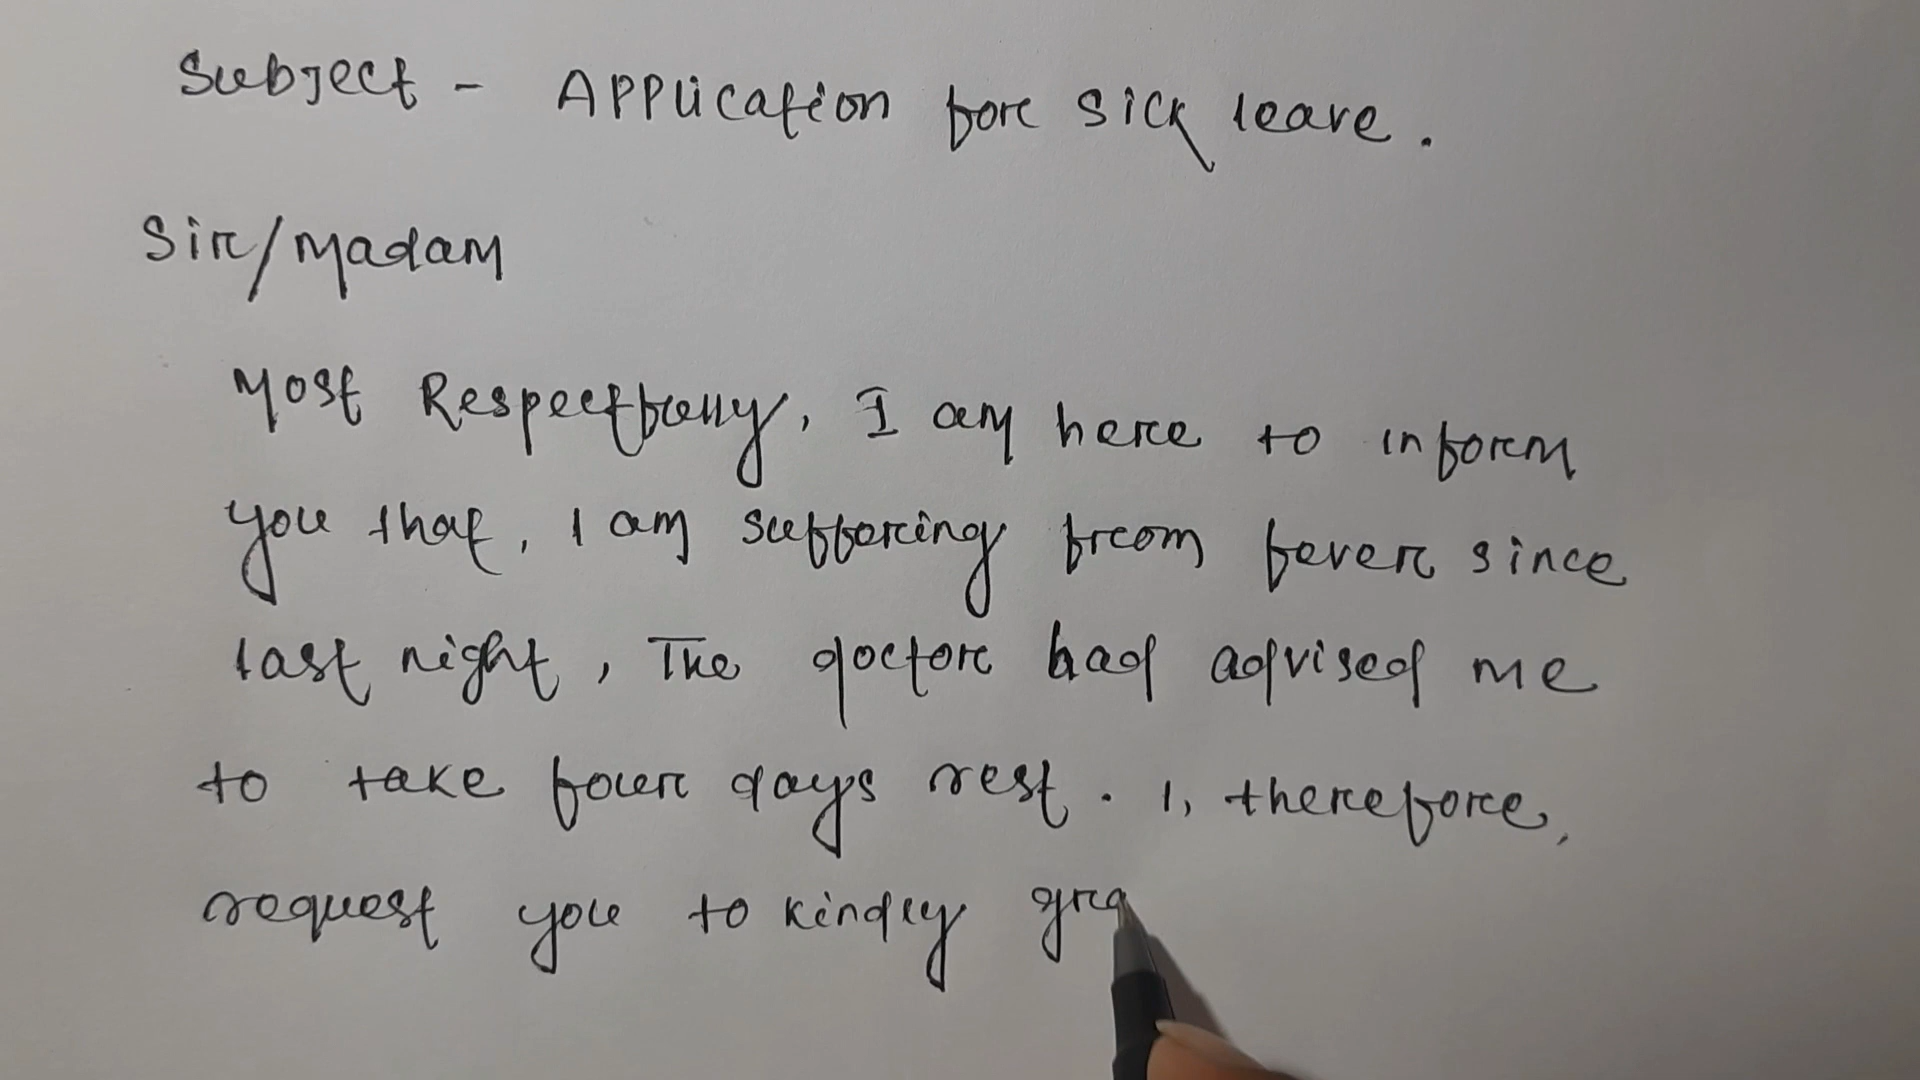 Subject - Application for sick leave.
Sir/Madam
Most Respectfully, I am here to inform
you that, I am suffering from fever since
last night, The doctor had advised me
to take four days rest. I, therefore,
request you to kindly gra